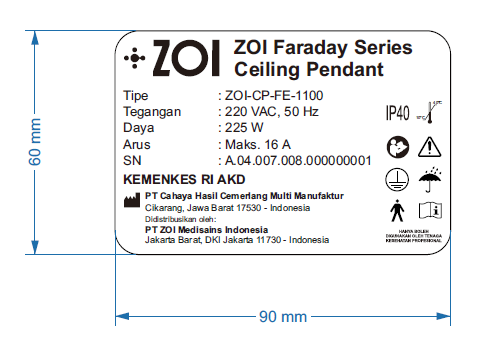 ZOI
ZOI Faraday Series
Ceiling Pendant
Tipe : ZOI-CP-FE-1100
Tegangan : 220 VAC, 50 Hz
Daya : 225 W
Arus : Maks. 16 A
SN : A.04.007.008.000000001
IP40
KEMENKES RI AKD
PT Cahaya Hasil Cemerlang Multi Manufaktur
Cikarang, Jawa Barat 17530 - Indonesia
Didistribusikan oleh:
PT ZOI Medisains Indonesia
Jakarta Barat, DKI Jakarta 11730 - Indonesia
HANYA BOLEH
DIGUNAKAN OLEH TENAGA
KESEHATAN PROFESIONAL
60 mm
90 mm